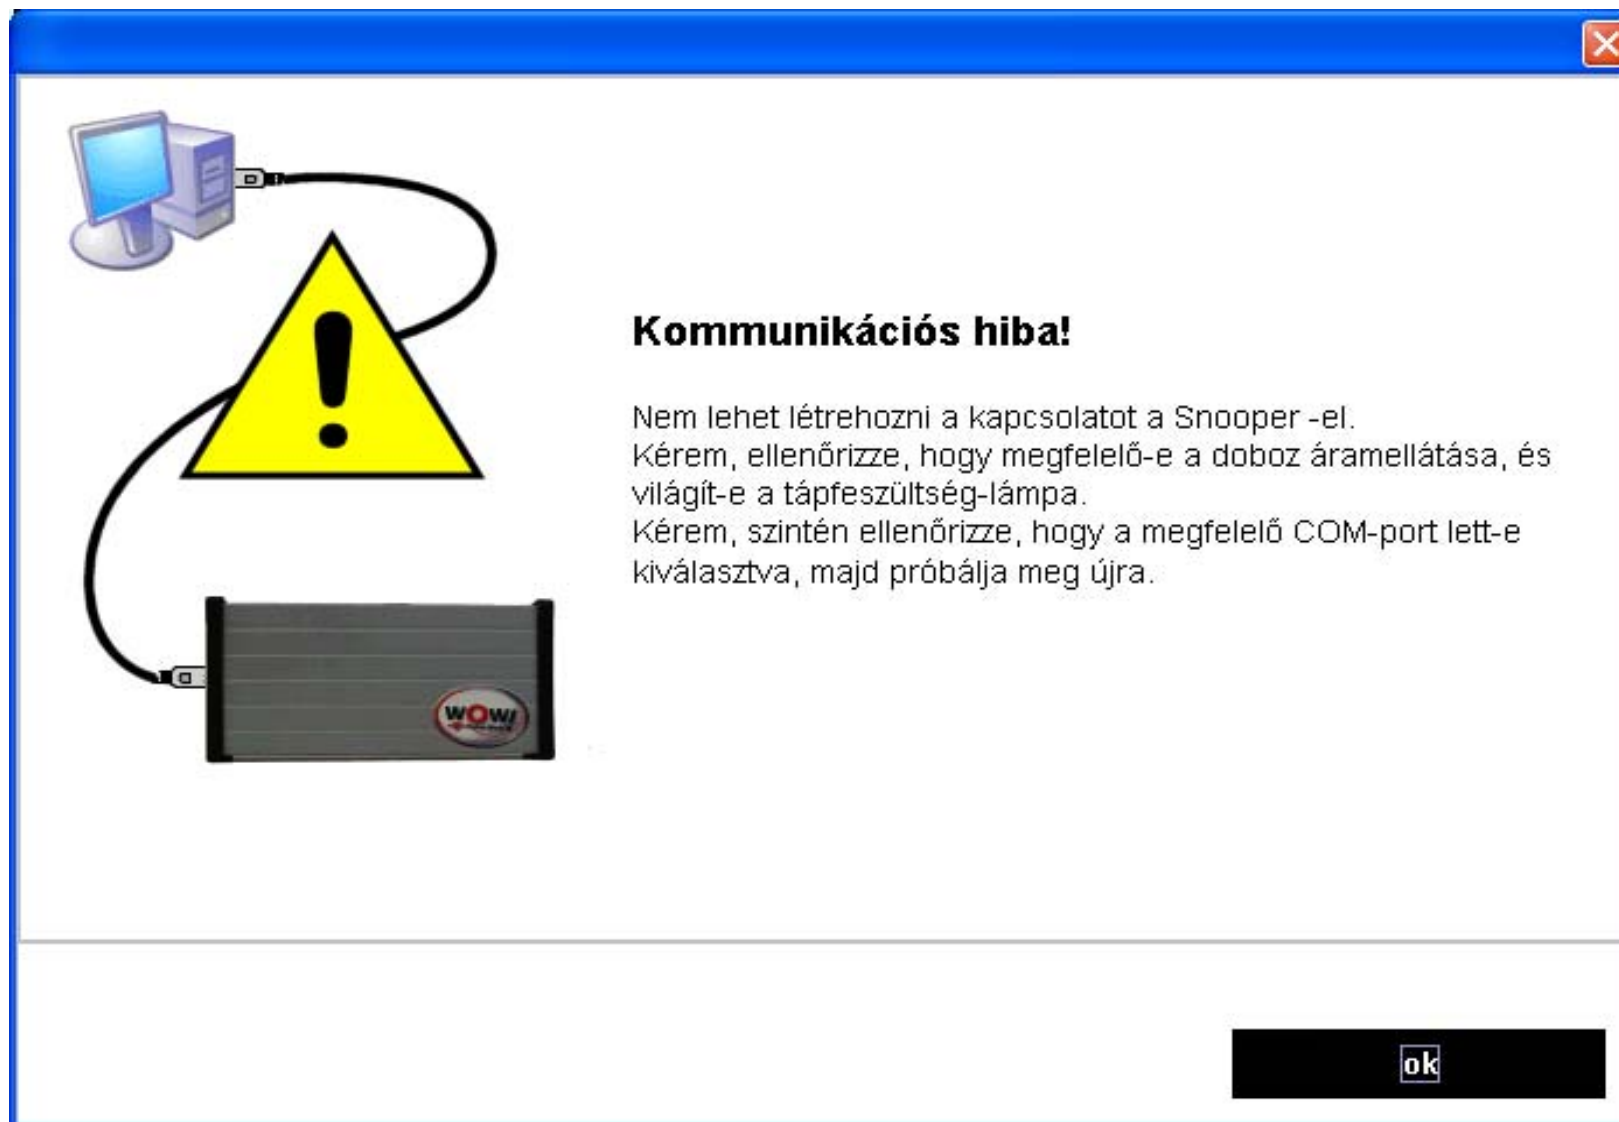 Kommunikációs hiba!
Nem lehet létrehozni a kapcsolatot a Snooper -el.
Kérem, ellenőrizze, hogy megfelelő-e a doboz áramellátása, és
világít-e a tápfeszültség-lámpa.
Kérem, szintén ellenőrizze, hogy a megfelelő COM-port lett-e
kiválasztva, majd próbálja meg újra.
WOW!
ok